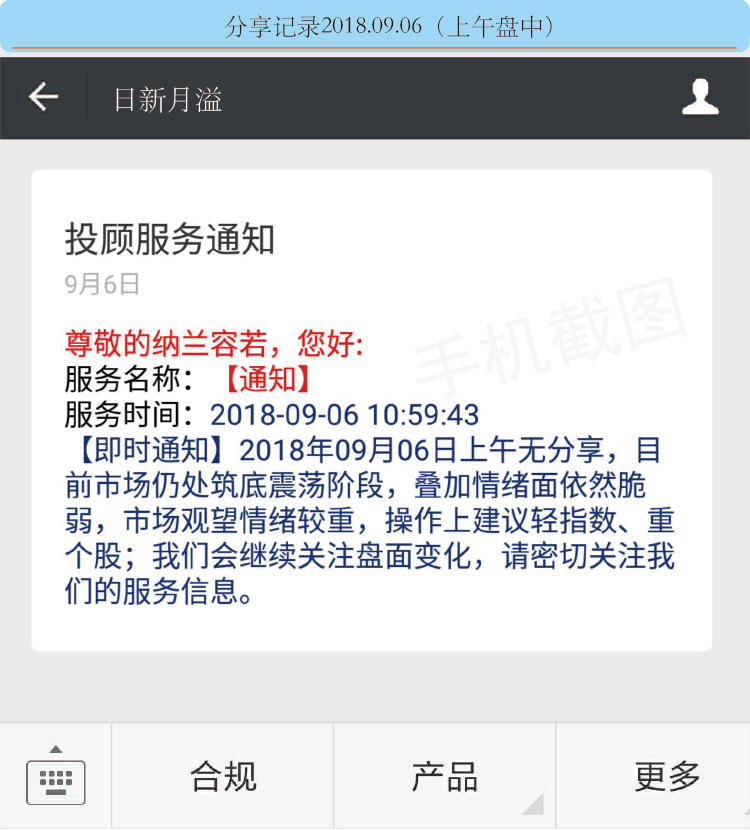 分享记录2018.09.06（上午盘中）
日新月溢
投顾服务通知
9月6日
手机截图
尊敬的纳兰容若，您好:
服务名称：【通知】
服务时间：2018-09-06 10:59:43
【即时通知】2018年09月06日上午无分享，目
前市场仍处筑底震荡阶段，叠加情绪面依然脆
弱，市场观望情绪较重，操作上建议轻指数、重
个股；我们会继续关注盘面变化，请密切关注我
们的服务信息。
合规
产品
更多